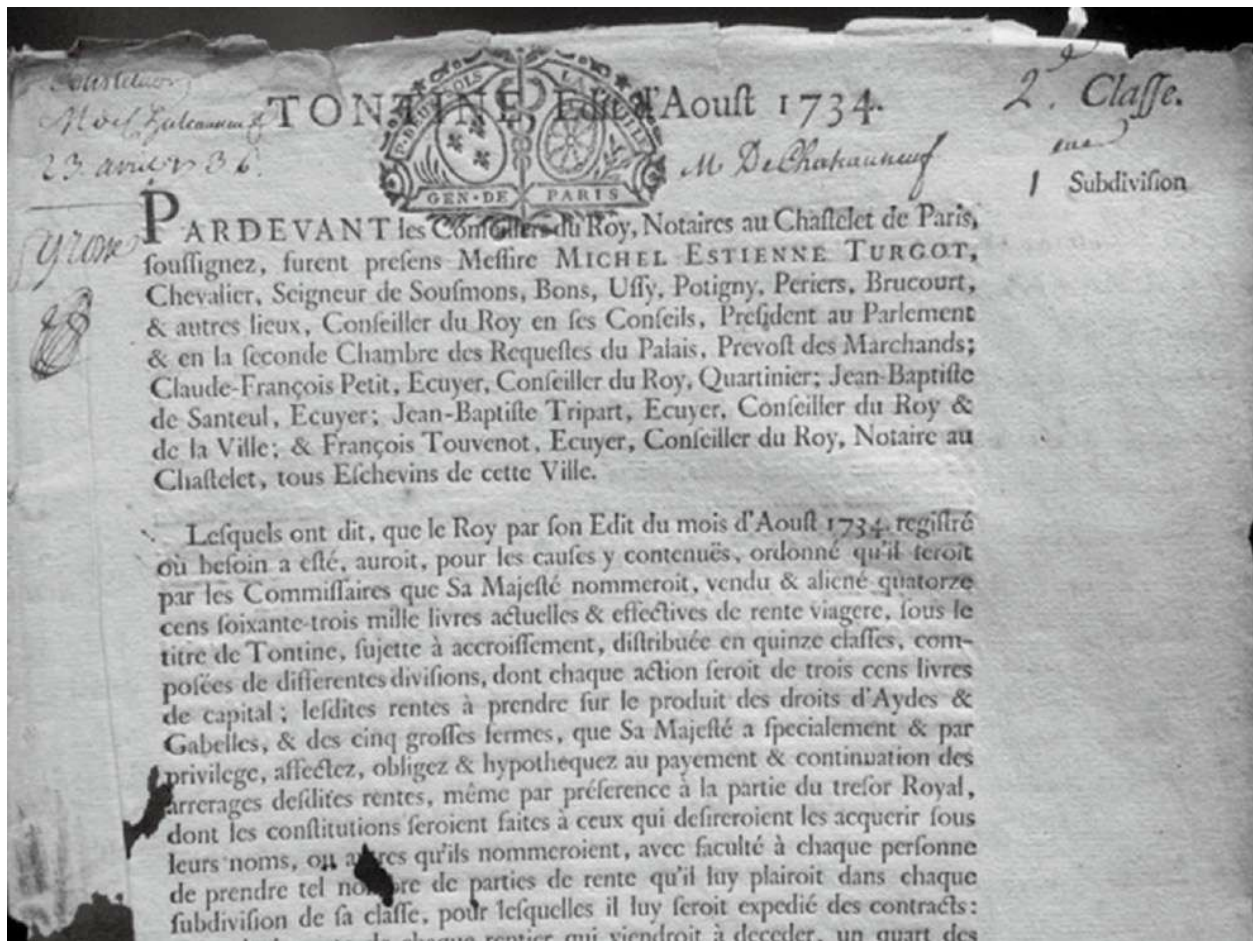 TONTINE, Edit d'Aouſt 1734.
2.e Claſſe.
GEN·DE PARIS
M DeChateauneuf
1 ere Subdiviſion
PARDEVANT les Conſeillers du Roy, Notaires au Chaſtelet de Paris,
ſouſſignez, furent preſens Meſſire MICHEL ESTIENNE TURGOT,
Chevalier, Seigneur de Souſmons, Bons, Uſſy, Potigny, Periers, Brucourt,
& autres lieux, Conſeiller du Roy en ſes Conſeils, Preſident au Parlement
& en la ſeconde Chambre des Requeſtes du Palais, Prevoſt des Marchands;
Claude-François Petit, Ecuyer, Conſeiller du Roy, Quartinier; Jean-Baptiſte
de Santeul, Ecuyer; Jean-Baptiſte Tripart, Ecuyer, Conſeiller du Roy &
de la Ville; & François Touvenot, Ecuyer, Conſeiller du Roy, Notaire au
Chaſtelet, tous Eſchevins de cette Ville.
Leſquels ont dit, que le Roy par ſon Edit du mois d'Aouſt 1734. regiſtré
où beſoin a eſté, auroit, pour les cauſes y contenuës, ordonné qu'il ſeroit
par les Commiſſaires que Sa Majeſté nommeroit, vendu & aliené quatorze
cens ſoixante-trois mille livres actuelles & effectives de rente viagere, ſous le
titre de Tontine, ſujette à accroiſſement, diſtribuée en quinze claſſes, com-
poſées de differentes diviſions, dont chaque action ſeroit de trois cens livres
de capital; leſdites rentes à prendre ſur le produit des droits d'Aydes &
Gabelles, & des cinq groſſes fermes, que Sa Majeſté a ſpecialement & par
privilege, affectez, obligez & hypothequez au payement & continuation des
arrerages deſdites rentes, même par préference à la partie du treſor Royal,
dont les conſtitutions ſeroient faites à ceux qui deſireroient les acquerir ſous
leurs noms, ou autres qu'ils nommeroient, avec faculté à chaque perſonne
de prendre tel nombre de parties de rente qu'il luy plairoit dans chaque
ſubdiviſion de ſa claſſe, pour leſquelles il luy ſeroit expedié des contracts:
de chaque rentier qui viendroit à deceder, un quart des